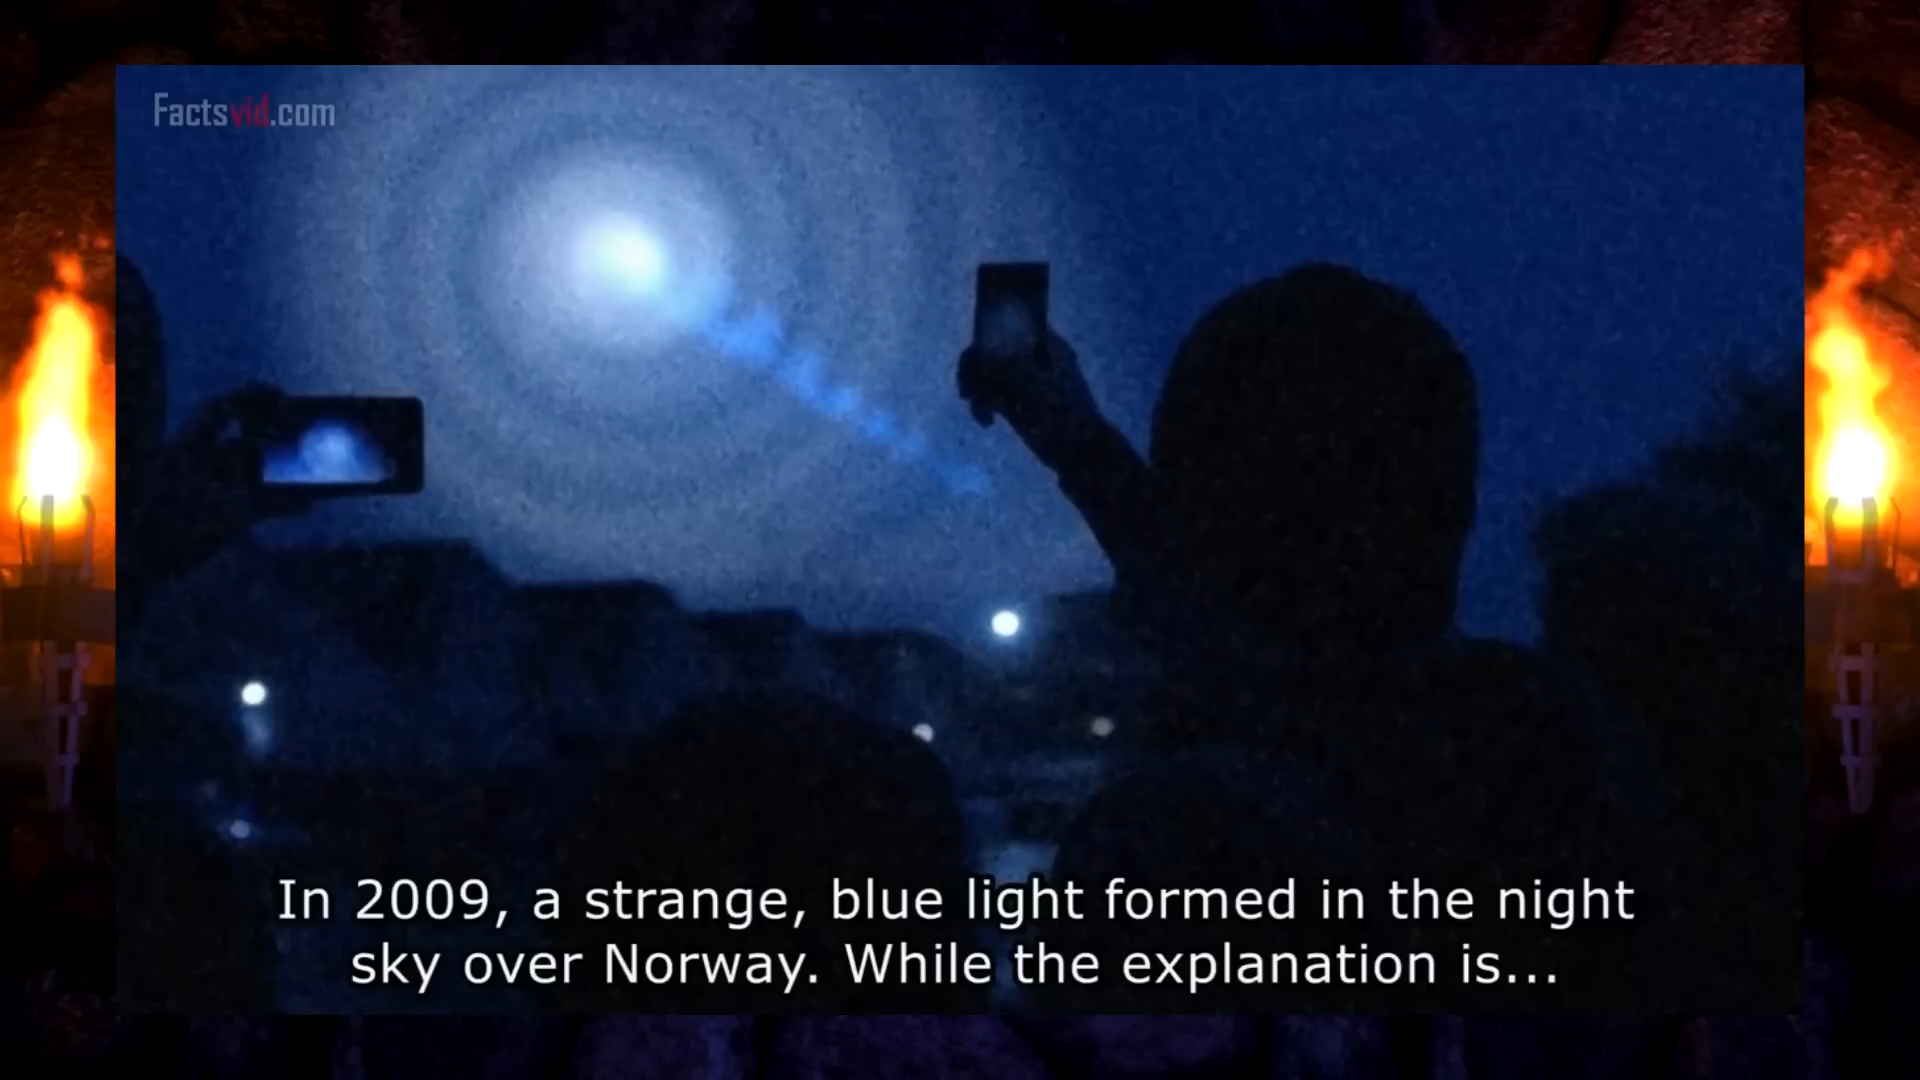 Factsvid.com
In 2009, a strange, blue light formed in the night
sky over Norway. While the explanation is...